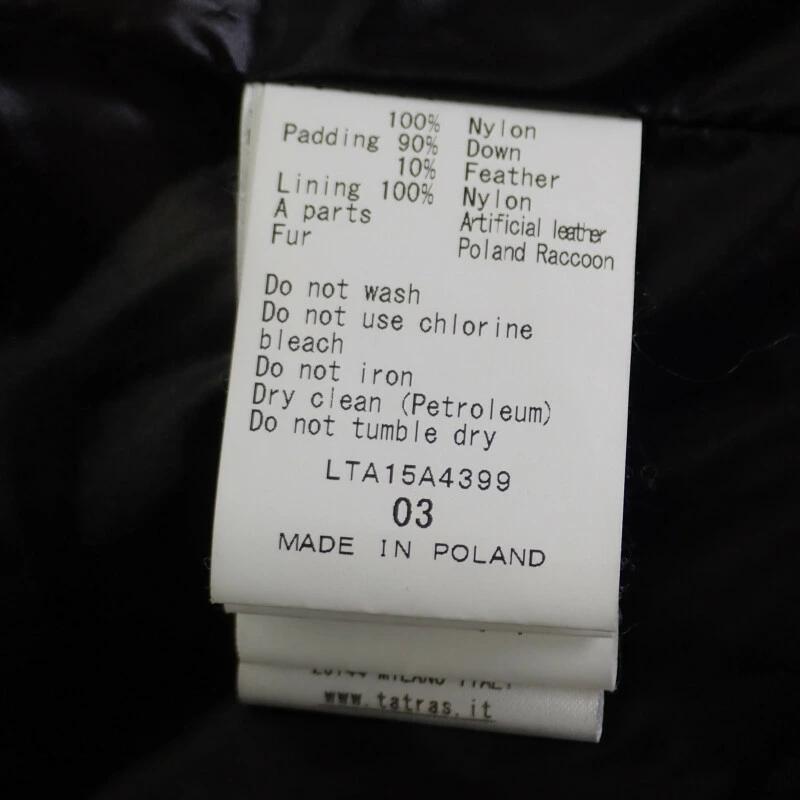 100% Nylon
Padding 90% Down
10% Feather
Lining 100% Nylon
A parts Artificial leather
Fur Poland Raccoon
Do not wash
Do not use chlorine
bleach
Do not iron
Dry clean (Petroleum)
Do not tumble dry
LTA15A4399
03
MADE IN POLAND
MILANO ITALY
www.tatras.it